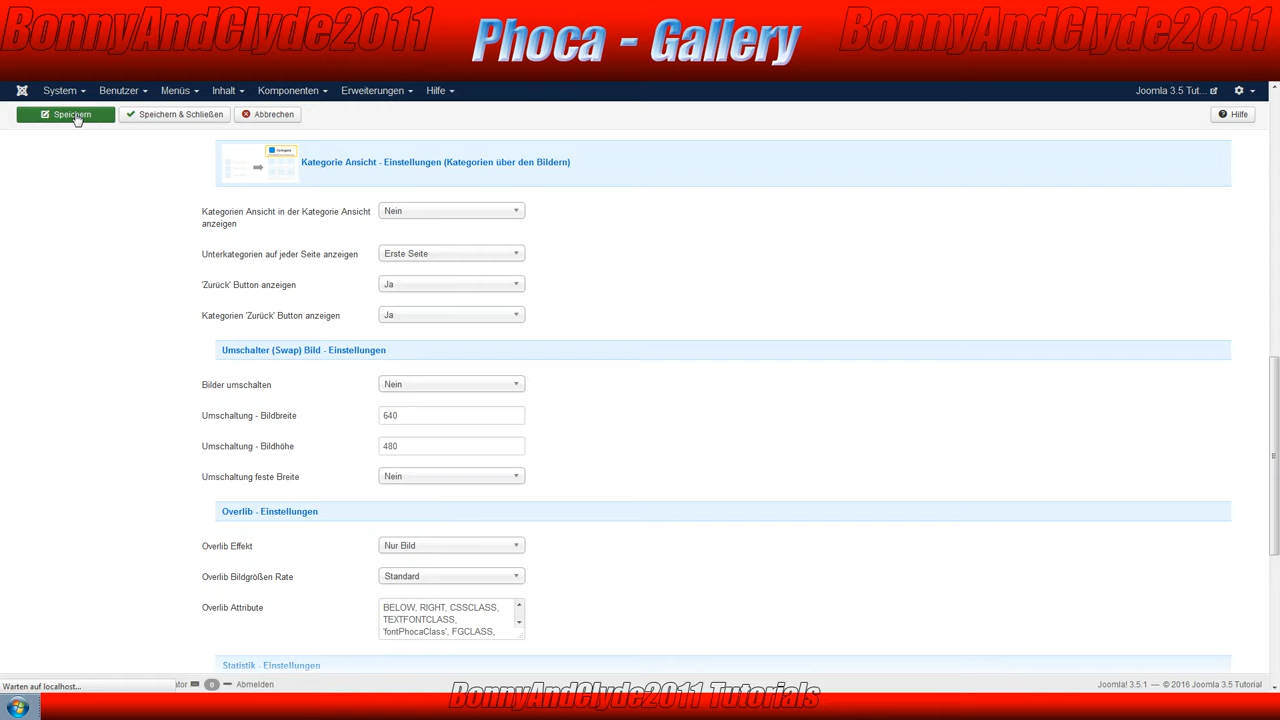 BonnyAndClyde2011
Phoca - Gallery
BonnyAndClyde2011
System Benutzer Menüs Inhalt Komponenten Erweiterungen Hilfe Joomla 3.5 Tut...
Speichern Speichern & Schließen Abbrechen Hilfe
Category
Kategorie Ansicht - Einstellungen (Kategorien über den Bildern)
Kategorien Ansicht in der Kategorie Ansicht anzeigen Nein
Unterkategorien auf jeder Seite anzeigen Erste Seite
'Zurück' Button anzeigen Ja
Kategorien 'Zurück' Button anzeigen Ja
Umschalter (Swap) Bild - Einstellungen
Bilder umschalten Nein
Umschaltung - Bildbreite 640
Umschaltung - Bildhöhe 480
Umschaltung feste Breite Nein
Overlib - Einstellungen
Overlib Effekt Nur Bild
Overlib Bildgrößen Rate Standard
Overlib Attribute BELOW, RIGHT, CSSCLASS,
TEXTFONTCLASS,
'fontPhocaClass', FGCLASS,
Statistik - Einstellungen
Warten auf localhost... ator 0 Abmelden Joomla! 3.5.1 — © 2016 Joomla 3.5 Tutorial
BonnyAndClyde2011 Tutorials